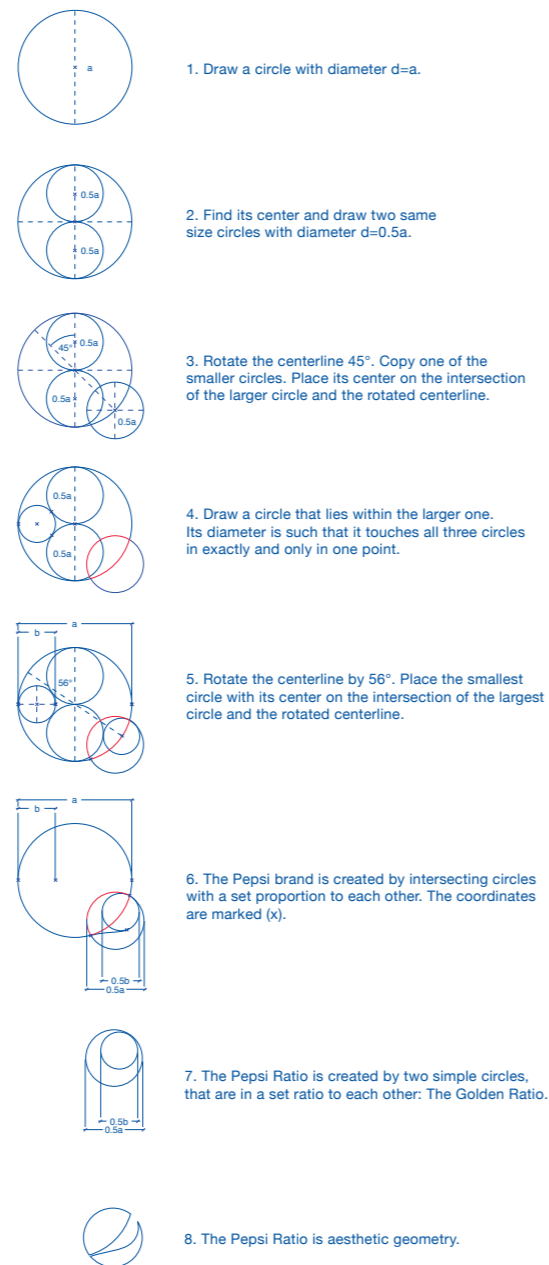 a
1. Draw a circle with diameter d=a.
0.5a
0.5a
2. Find its center and draw two same
size circles with diameter d=0.5a.
45°
0.5a
0.5a
0.5a
3. Rotate the centerline 45°. Copy one of the
smaller circles. Place its center on the intersection
of the larger circle and the rotated centerline.
0.5a
0.5a
4. Draw a circle that lies within the larger one.
Its diameter is such that it touches all three circles
in exactly and only in one point.
a
b
56°
5. Rotate the centerline by 56°. Place the smallest
circle with its center on the intersection of the largest
circle and the rotated centerline.
a
b
6. The Pepsi brand is created by intersecting circles
with a set proportion to each other. The coordinates
are marked (x).
0.5b
0.5a
7. The Pepsi Ratio is created by two simple circles,
that are in a set ratio to each other: The Golden Ratio.
0.5b
0.5a
8. The Pepsi Ratio is aesthetic geometry.